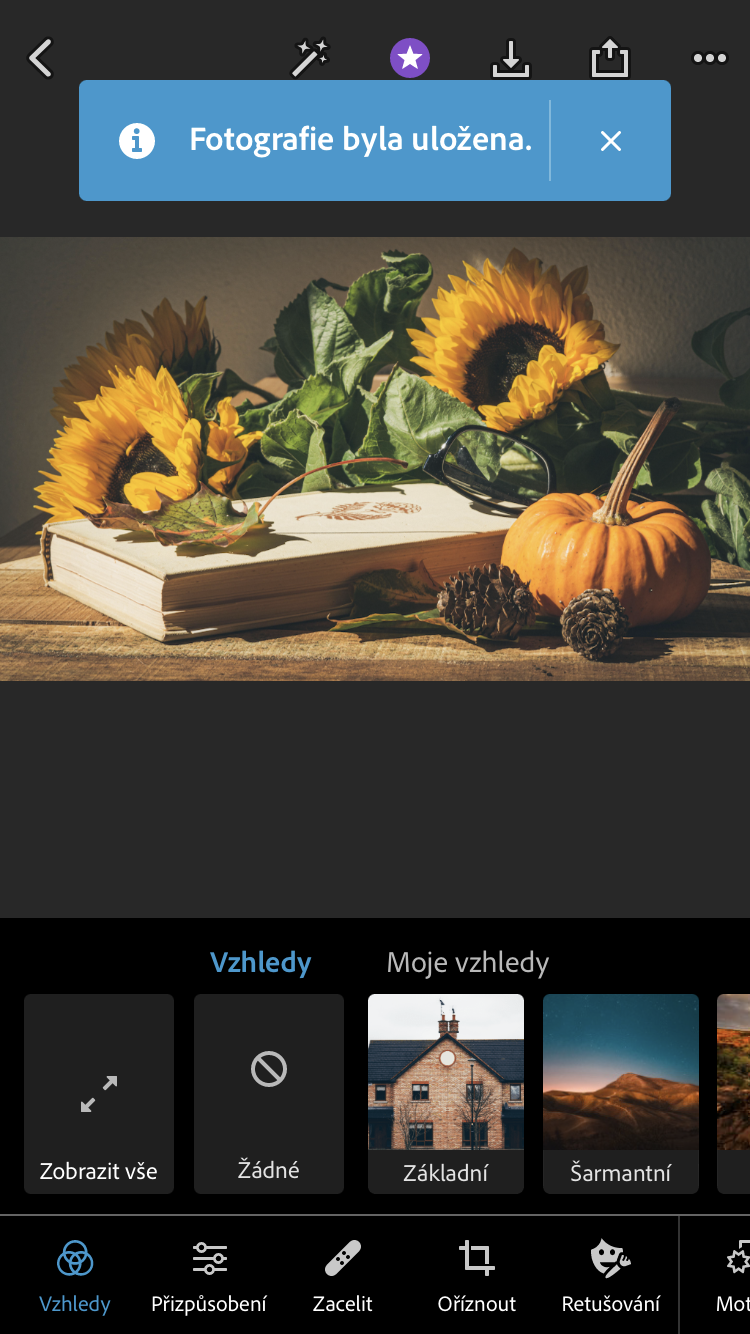 Fotografie byla uložena.
Vzhledy
Moje vzhledy
Zobrazit vše
Žádné
Základní
Šarmantní
Vzhledy
Přizpůsobení
Zacelit
Oříznout
Retušování
Mot